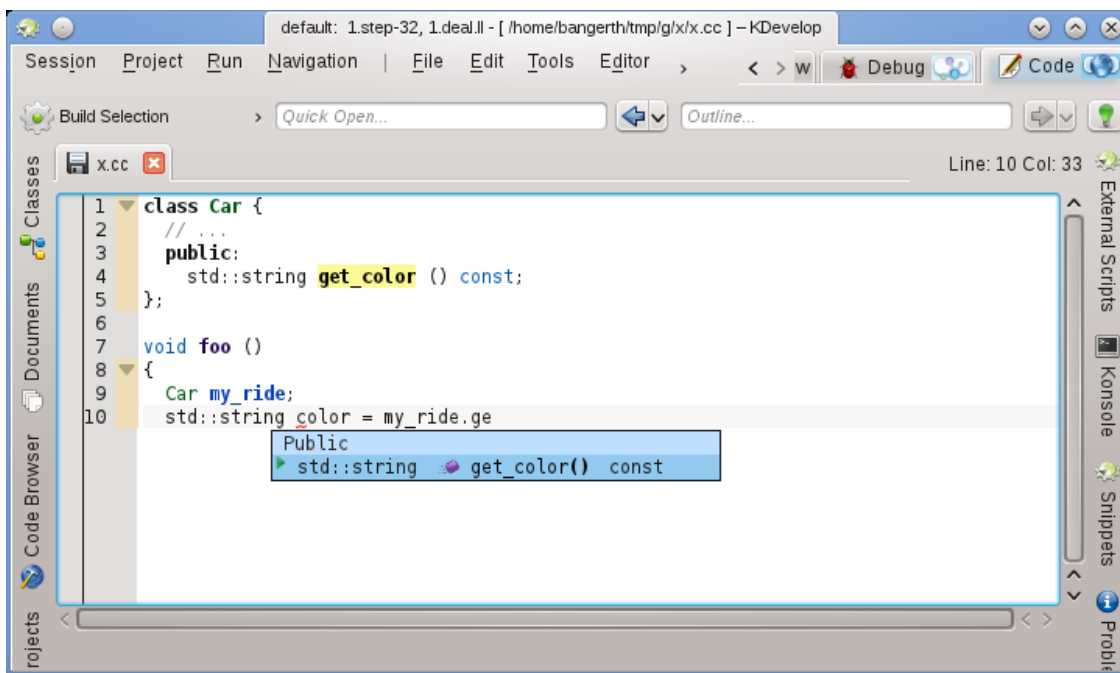 default: 1.step-32, 1.deal.II - [ /home/bangerth/tmp/g/x/x.cc ] – KDevelop
Session Project Run Navigation | File Edit Tools Editor > < > w Debug Code
Build Selection > Quick Open... Outline...
x.cc Line: 10 Col: 33
Classes
Documents
Code Browser
rojects
1 class Car {
2 // ...
3 public:
4 std::string get_color () const;
5 };
6
7 void foo ()
8 {
9 Car my_ride;
10 std::string color = my_ride.ge
Public
std::string get_color() const
External Scripts
Konsole
Snippets
Proble